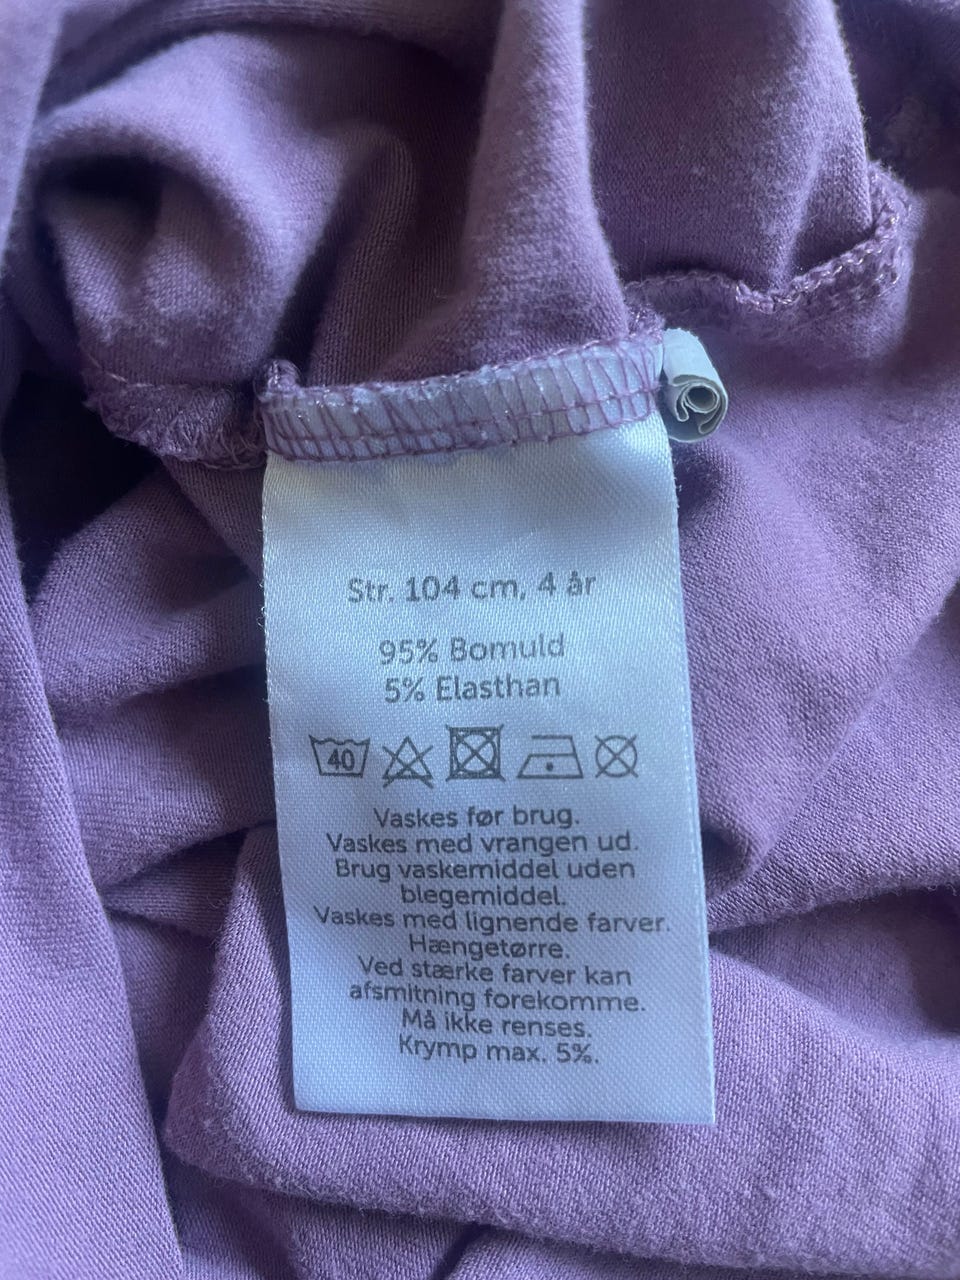 Str. 104 cm, 4 år
95% Bomuld
5% Elasthan
40
Vaskes før brug.
Vaskes med vrangen ud.
Brug vaskemiddel uden
blegemiddel.
Vaskes med lignende farver.
Hængetørre.
Ved stærke farver kan
afsmitning forekomme.
Må ikke renses.
Krymp max. 5%.